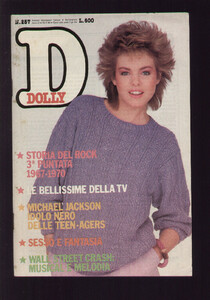 N. 287
L. 800
D
DOLLY
★ STORIA DEL ROCK
3ª PUNTATA
1967-1970
LE BELLISSIME DELLA TV
★ MICHAEL JACKSON
IDOLO NERO
DELLE TEEN-AGERS
★ SESSO E FANTASIA
★ WALL STREET CRASH:
MUSICAL E MELODIA